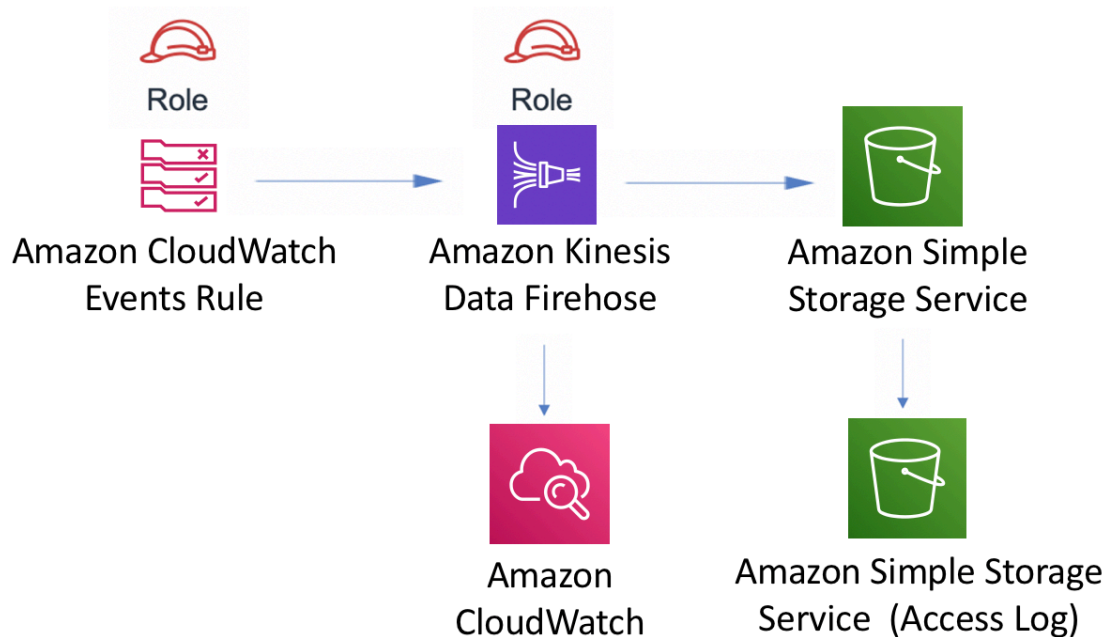 Role
Role
Amazon CloudWatch
Events Rule
Amazon Kinesis
Data Firehose
Amazon Simple
Storage Service
Amazon
CloudWatch
Amazon Simple Storage
Service (Access Log)